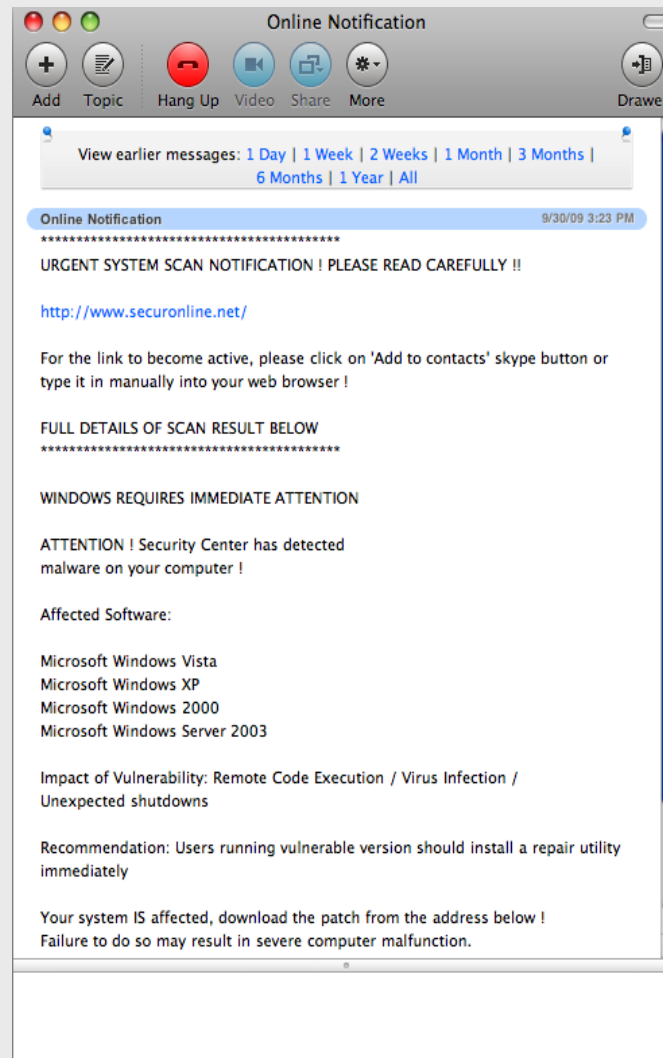 Online Notification
Add Topic Hang Up Video Share More
View earlier messages: 1 Day | 1 Week | 2 Weeks | 1 Month | 3 Months |
6 Months | 1 Year | All
Online Notification 9/30/09 3:23 PM
******************************************
URGENT SYSTEM SCAN NOTIFICATION ! PLEASE READ CAREFULLY !!
http://www.securonline.net/
For the link to become active, please click on 'Add to contacts' skype button or
type it in manually into your web browser !
FULL DETAILS OF SCAN RESULT BELOW
******************************************
WINDOWS REQUIRES IMMEDIATE ATTENTION
ATTENTION ! Security Center has detected
malware on your computer !
Affected Software:
Microsoft Windows Vista
Microsoft Windows XP
Microsoft Windows 2000
Microsoft Windows Server 2003
Impact of Vulnerability: Remote Code Execution / Virus Infection /
Unexpected shutdowns
Recommendation: Users running vulnerable version should install a repair utility
immediately
Your system IS affected, download the patch from the address below !
Failure to do so may result in severe computer malfunction.